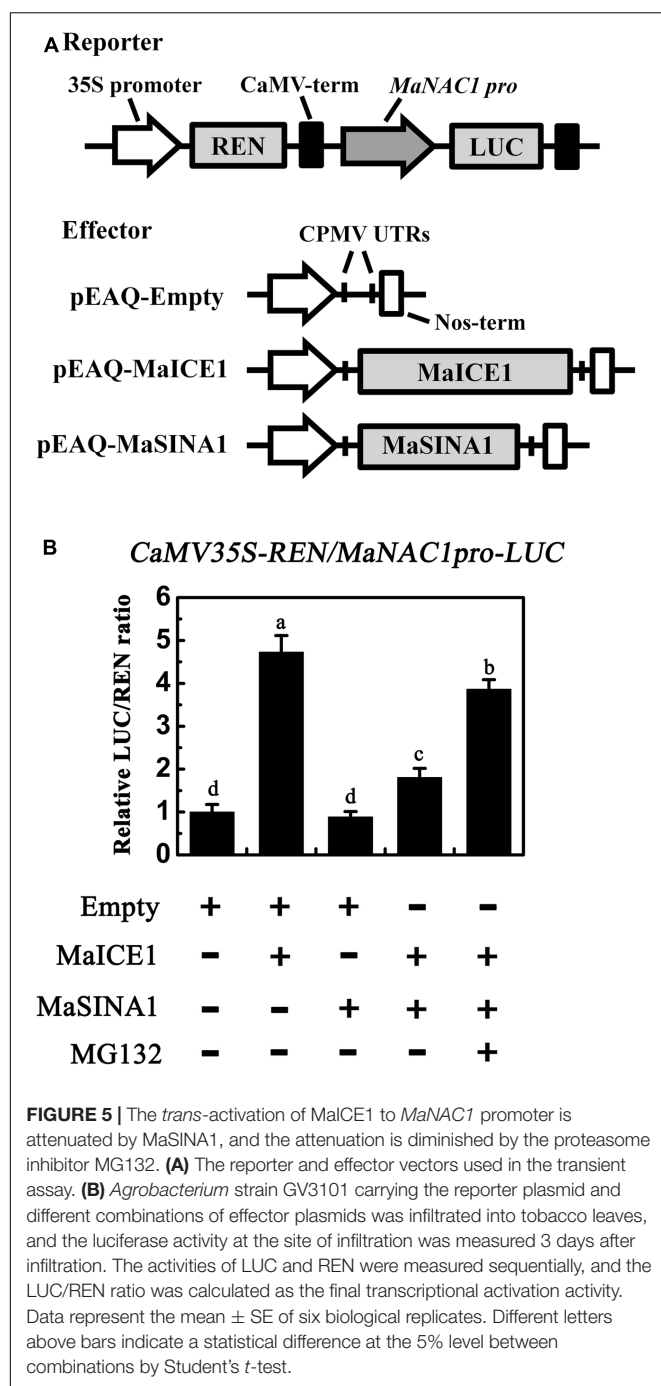 A Reporter
35S promoter
CaMV-term
MaNAC1 pro
REN
LUC
Effector
CPMV UTRs
pEAQ-Empty
Nos-term
pEAQ-MaICE1
MaICE1
pEAQ-MaSINA1
MaSINA1
B CaMV35S-REN/MaNAC1pro-LUC
Relative LUC/REN ratio
6
5
4
3
2
1
0
a
b
c
d
d
Empty + + + − −
MaICE1 − + − + +
MaSINA1 − − + + +
MG132 − − − − +
FIGURE 5 | The trans-activation of MaICE1 to MaNAC1 promoter is
attenuated by MaSINA1, and the attenuation is diminished by the proteasome
inhibitor MG132. (A) The reporter and effector vectors used in the transient
assay. (B) Agrobacterium strain GV3101 carrying the reporter plasmid and
different combinations of effector plasmids was infiltrated into tobacco leaves,
and the luciferase activity at the site of infiltration was measured 3 days after
infiltration. The activities of LUC and REN were measured sequentially, and the
LUC/REN ratio was calculated as the final transcriptional activation activity.
Data represent the mean ± SE of six biological replicates. Different letters
above bars indicate a statistical difference at the 5% level between
combinations by Student's t-test.